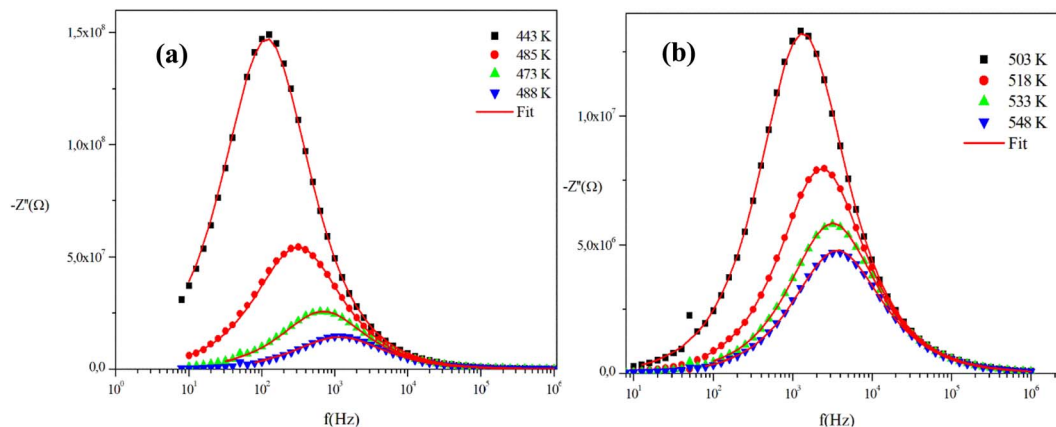 (a)
1,5x10⁸
1,0x10⁸
5,0x10⁷
0,0
-Z''(Ω)
443 K
485 K
473 K
488 K
Fit
10⁰ 10¹ 10² 10³ 10⁴ 10⁵ 10⁶
f(Hz)
(b)
1,0x10⁷
5,0x10⁶
0,0
-Z''(Ω)
503 K
518 K
533 K
548 K
Fit
10¹ 10² 10³ 10⁴ 10⁵ 10⁶
f(Hz)